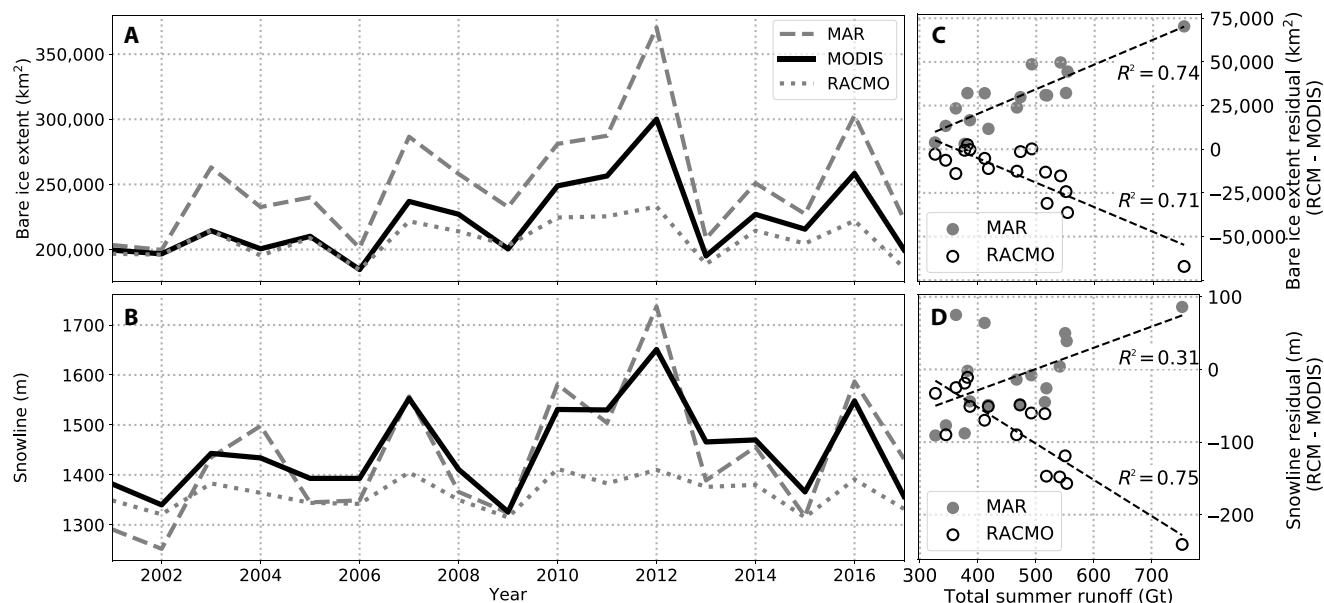 A
Bare ice extent (km²)
350,000
300,000
250,000
200,000
MAR
MODIS
RACMO
B
Snowline (m)
1700
1600
1500
1400
1300
2002 2004 2006 2008 2010 2012 2014 2016
Year
C
R² = 0.74
R² = 0.71
MAR
RACMO
75,000
50,000
25,000
0
−25,000
−50,000
Bare ice extent residual (km²)
(RCM - MODIS)
D
R² = 0.31
R² = 0.75
MAR
RACMO
100
0
−100
−200
Snowline residual (m)
(RCM - MODIS)
300 400 500 600 700
Total summer runoff (Gt)